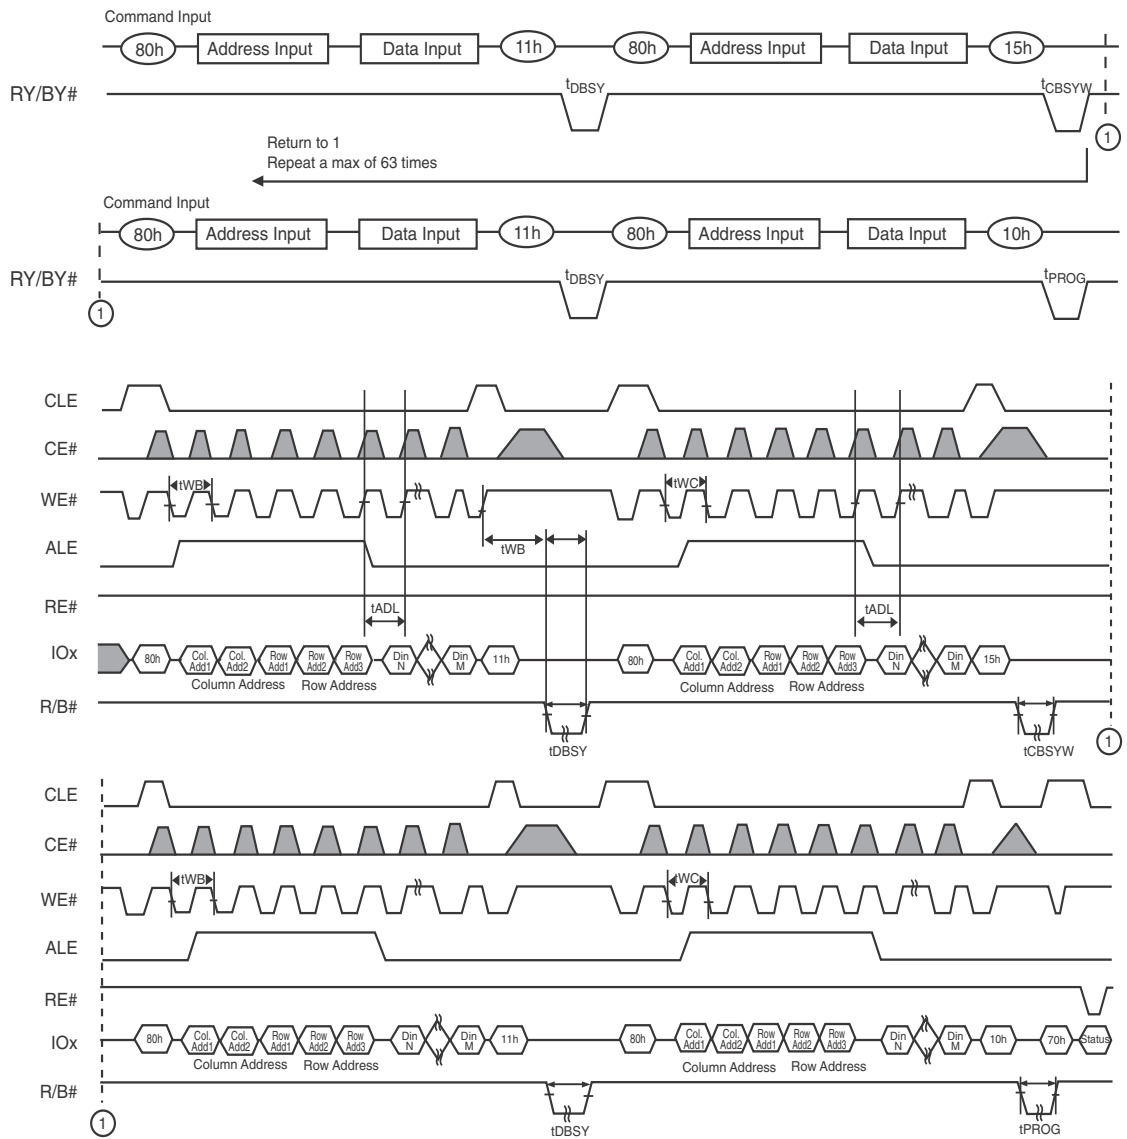 Command Input
80h Address Input Data Input 11h 80h Address Input Data Input 15h
RY/BY# tDBSY tCBSYW
1
Return to 1
Repeat a max of 63 times
Command Input
80h Address Input Data Input 11h 80h Address Input Data Input 10h
RY/BY# tDBSY tPROG
1
CLE
CE#
WE# tWB tWC
ALE tWB
RE#
tADL tADL
IOx 80h Col. Add1 Col. Add2 Row Add1 Row Add2 Row Add3 Din N Din M 11h 80h Col. Add1 Col. Add2 Row Add1 Row Add2 Row Add3 Din N Din M 15h
Column Address Row Address Column Address Row Address
R/B#
tDBSY tCBSYW
1
CLE
CE#
WE# tWB tWC
ALE
RE#
IOx 80h Col. Add1 Col. Add2 Row Add1 Row Add2 Row Add3 Din N Din M 11h 80h Col. Add1 Col. Add2 Row Add1 Row Add2 Row Add3 Din N Din M 10h 70h Status
Column Address Row Address Column Address Row Address
R/B#
1
tDBSY tPROG